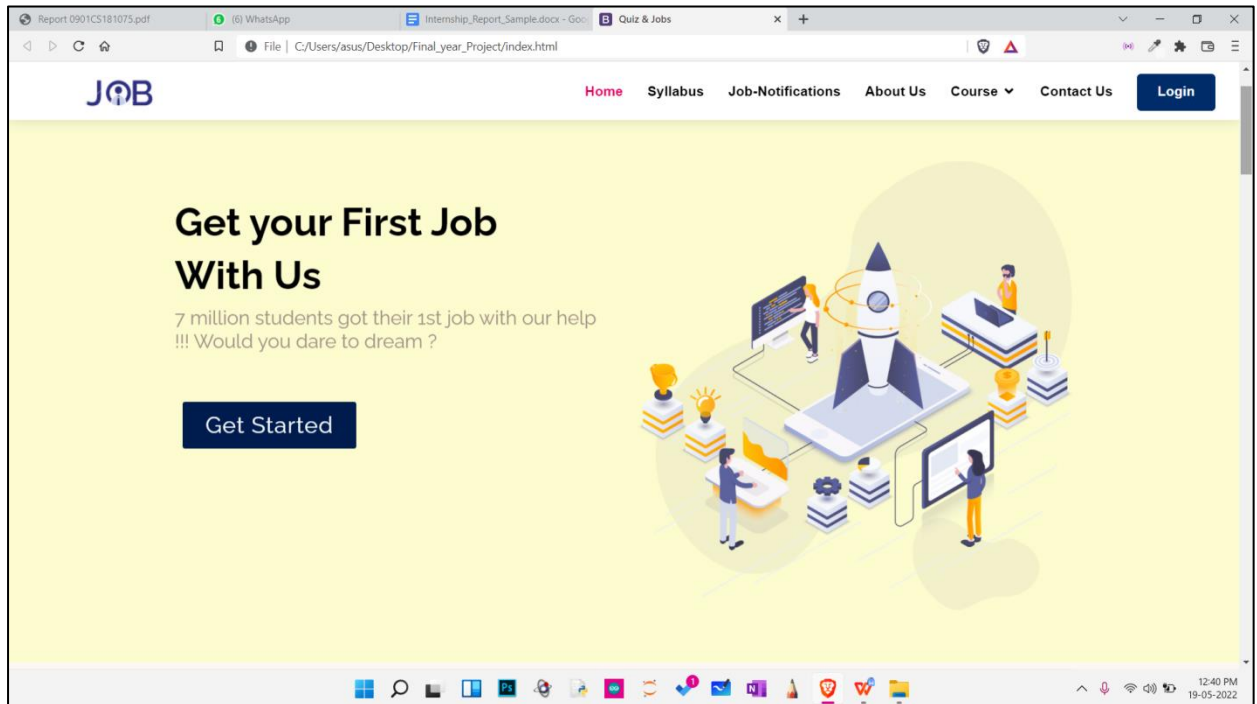 Report 0901CS181075.pdf
(6) WhatsApp
Internship_Report_Sample.docx - Goo
B Quiz & Jobs
File | C:/Users/asus/Desktop/Final_year_Project/index.html
JOB
Home Syllabus Job-Notifications About Us Course Contact Us Login
Get your First Job
With Us
7 million students got their 1st job with our help
!!! Would you dare to dream ?
Get Started
Ps
1
N
W
12:40 PM
19-05-2022